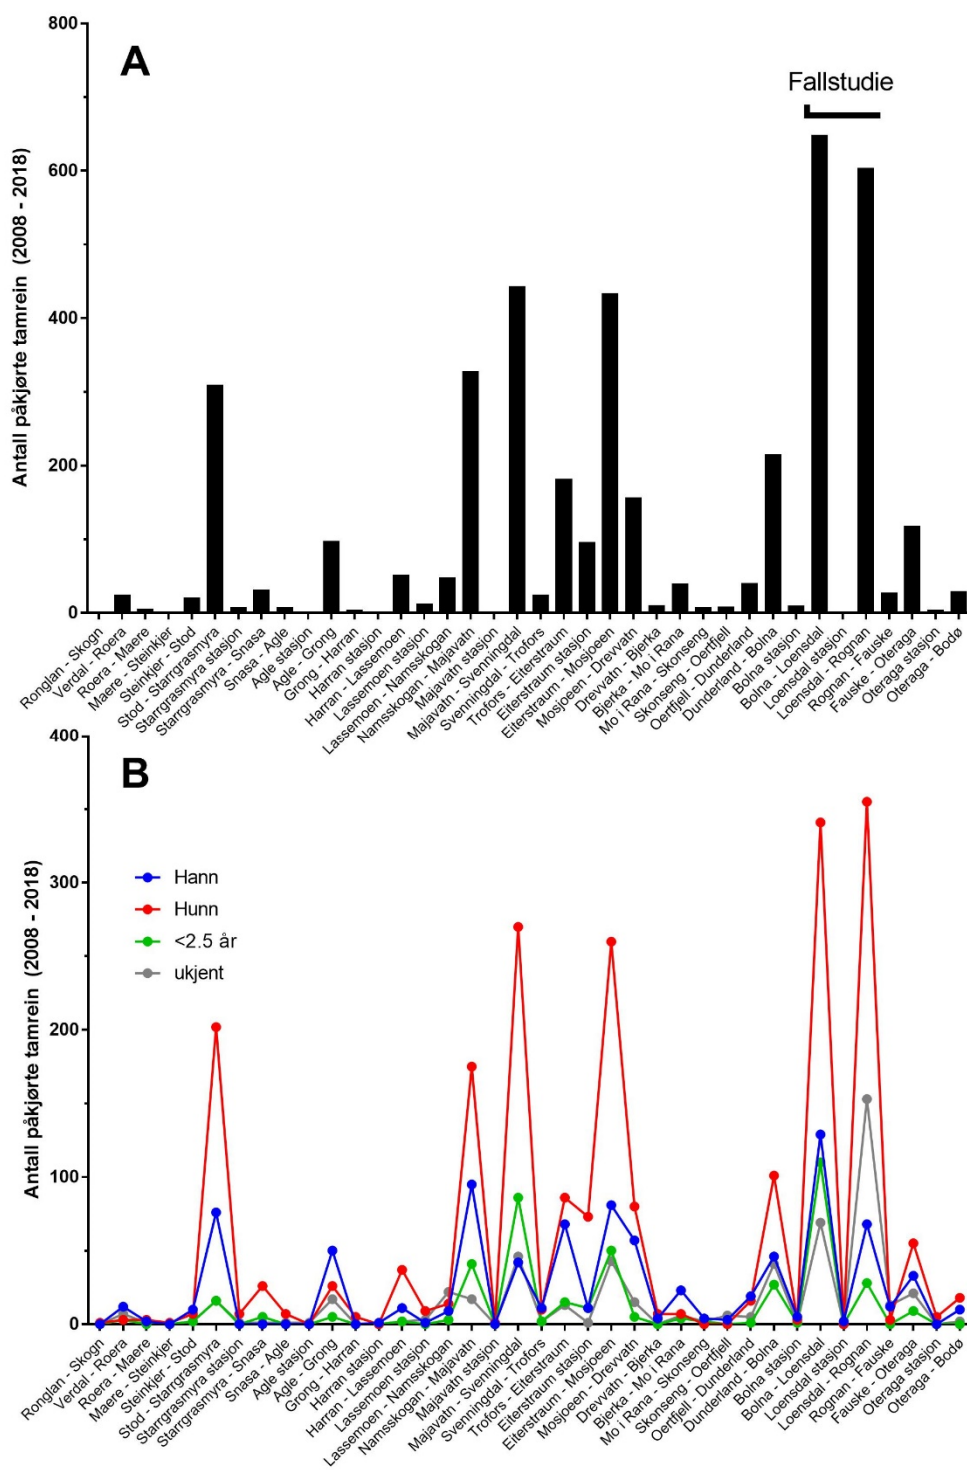 A
Fallstudie
Antall påkjørte tamrein (2008 - 2018)
800
600
400
200
0
Ronglan - Skogn
Verdal - Roera
Roera - Maere
Maere - Steinkjer
Steinkjer - Stod
Stod - Starrgrasmyra
Starrgrasmyra stasjon
Starrgrasmyra - Snasa
Snasa - Agle
Agle stasjon
Agle - Grong
Grong - Harran
Harran stasjon
Harran - Lassemoen
Lassemoen stasjon
Lassemoen - Namsskogan
Namsskogan - Majavatn
Majavatn stasjon
Majavatn - Svenningdal
Svenningdal - Trofors
Trofors - Eiterstraum
Eiterstraum stasjon
Eiterstraum - Mosjoeen
Mosjoeen - Drevvatn
Drevvatn - Bjerka
Bjerka - Mo i Rana
Mo i Rana - Skonseng
Skonseng - Oertfjell
Oertfjell - Dunderland
Dunderland - Bolna
Bolna stasjon
Bolna - Loensdal
Loensdal stasjon
Loensdal - Rognan
Rognan - Fauske
Fauske - Oteraga
Oteraga stasjon
Oteraga - Bodø
B
Antall påkjørte tamrein (2008 - 2018)
400
300
200
100
0
Hann
Hunn
<2.5 år
ukjent
Ronglan - Skogn
Verdal - Roera
Roera - Maere
Maere - Steinkjer
Steinkjer - Stod
Stod - Starrgrasmyra
Starrgrasmyra stasjon
Starrgrasmyra - Snasa
Snasa - Agle
Agle stasjon
Agle - Grong
Grong - Harran
Harran stasjon
Harran - Lassemoen
Lassemoen stasjon
Lassemoen - Namsskogan
Namsskogan - Majavatn
Majavatn stasjon
Majavatn - Svenningdal
Svenningdal - Trofors
Trofors - Eiterstraum
Eiterstraum stasjon
Eiterstraum - Mosjoeen
Mosjoeen - Drevvatn
Drevvatn - Bjerka
Bjerka - Mo i Rana
Mo i Rana - Skonseng
Skonseng - Oertfjell
Oertfjell - Dunderland
Dunderland - Bolna
Bolna stasjon
Bolna - Loensdal
Loensdal stasjon
Loensdal - Rognan
Rognan - Fauske
Fauske - Oteraga
Oteraga stasjon
Oteraga - Bodø